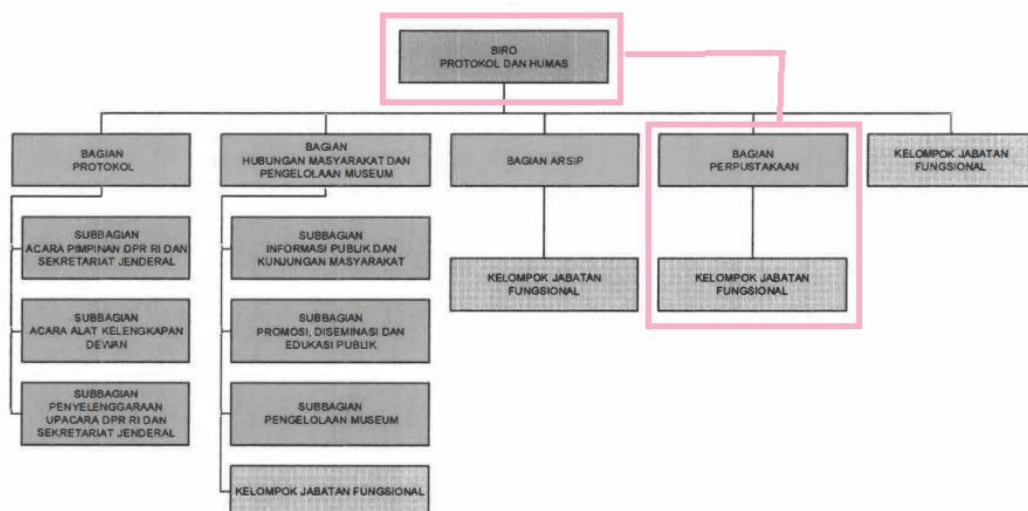 BIRO
PROTOKOL DAN HUMAS
BAGIAN
PROTOKOL
BAGIAN
HUBUNGAN MASYARAKAT DAN
PENGELOLAAN MUSEUM
BAGIAN ARSIP
BAGIAN
PERPUSTAKAAN
KELOMPOK JABATAN
FUNGSIONAL
SUBBAGIAN
ACARA PIMPINAN DPR RI DAN
SEKRETARIAT JENDERAL
SUBBAGIAN
INFORMASI PUBLIK DAN
KUNJUNGAN MASYARAKAT
KELOMPOK JABATAN
FUNGSIONAL
KELOMPOK JABATAN
FUNGSIONAL
SUBBAGIAN
ACARA ALAT KELENGKAPAN
DEWAN
SUBBAGIAN
PROMOSI, DISEMINASI DAN
EDUKASI PUBLIK
SUBBAGIAN
PENYELENGGARAAN
UPACARA DPR RI DAN
SEKRETARIAT JENDERAL
SUBBAGIAN
PENGELOLAAN MUSEUM
KELOMPOK JABATAN FUNGSIONAL